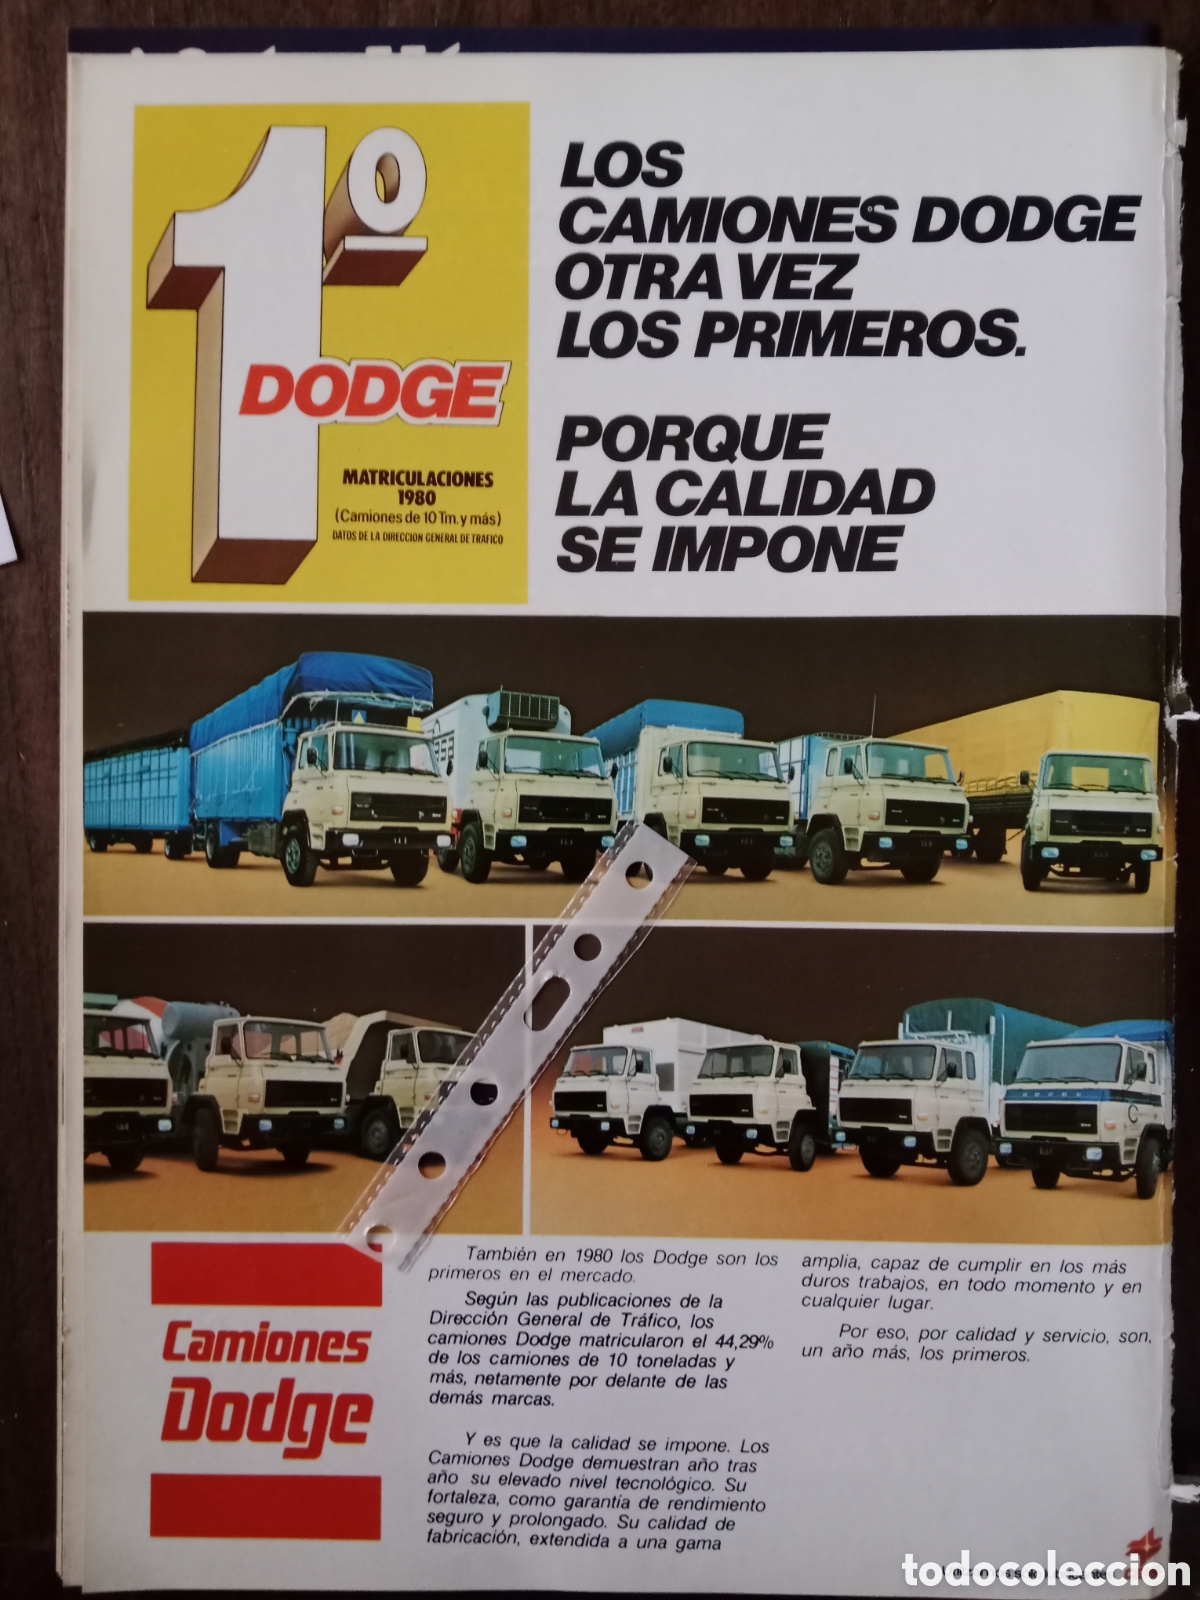 1º
DODGE
MATRICULACIONES
1980
(Camiones de 10 Tm. y más)
DATOS DE LA DIRECCION GENERAL DE TRAFICO
LOS
CAMIONES DODGE
OTRA VEZ
LOS PRIMEROS.
PORQUE
LA CALIDAD
SE IMPONE
DODGE
Camiones
Dodge
También en 1980 los Dodge son los
primeros en el mercado.
Según las publicaciones de la
Dirección General de Tráfico, los
camiones Dodge matricularon el 44,29%
de los camiones de 10 toneladas y
más, netamente por delante de las
demás marcas.
Y es que la calidad se impone. Los
Camiones Dodge demuestran año tras
año su elevado nivel tecnológico. Su
fortaleza, como garantía de rendimiento
seguro y prolongado. Su calidad de
fabricación, extendida a una gama
amplia, capaz de cumplir en los más
duros trabajos, en todo momento y en
cualquier lugar.
Por eso, por calidad y servicio, son,
un año más, los primeros.
todocoleccion